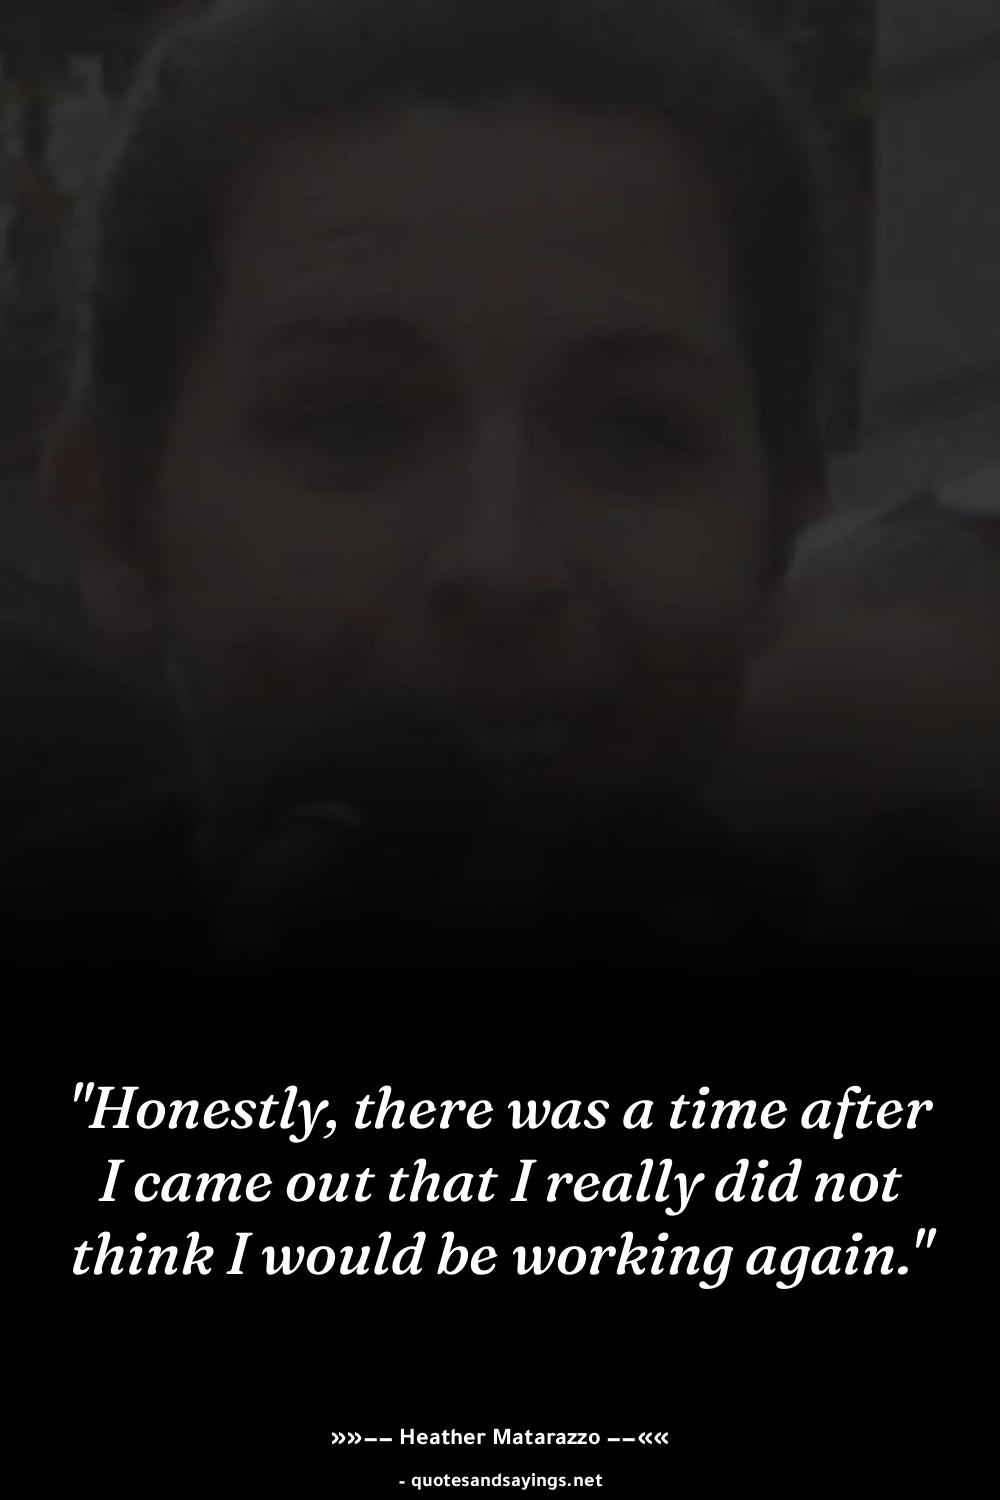 "Honestly, there was a time after
I came out that I really did not
think I would be working again."
»»−− Heather Matarazzo −−««
- quotesandsayings.net